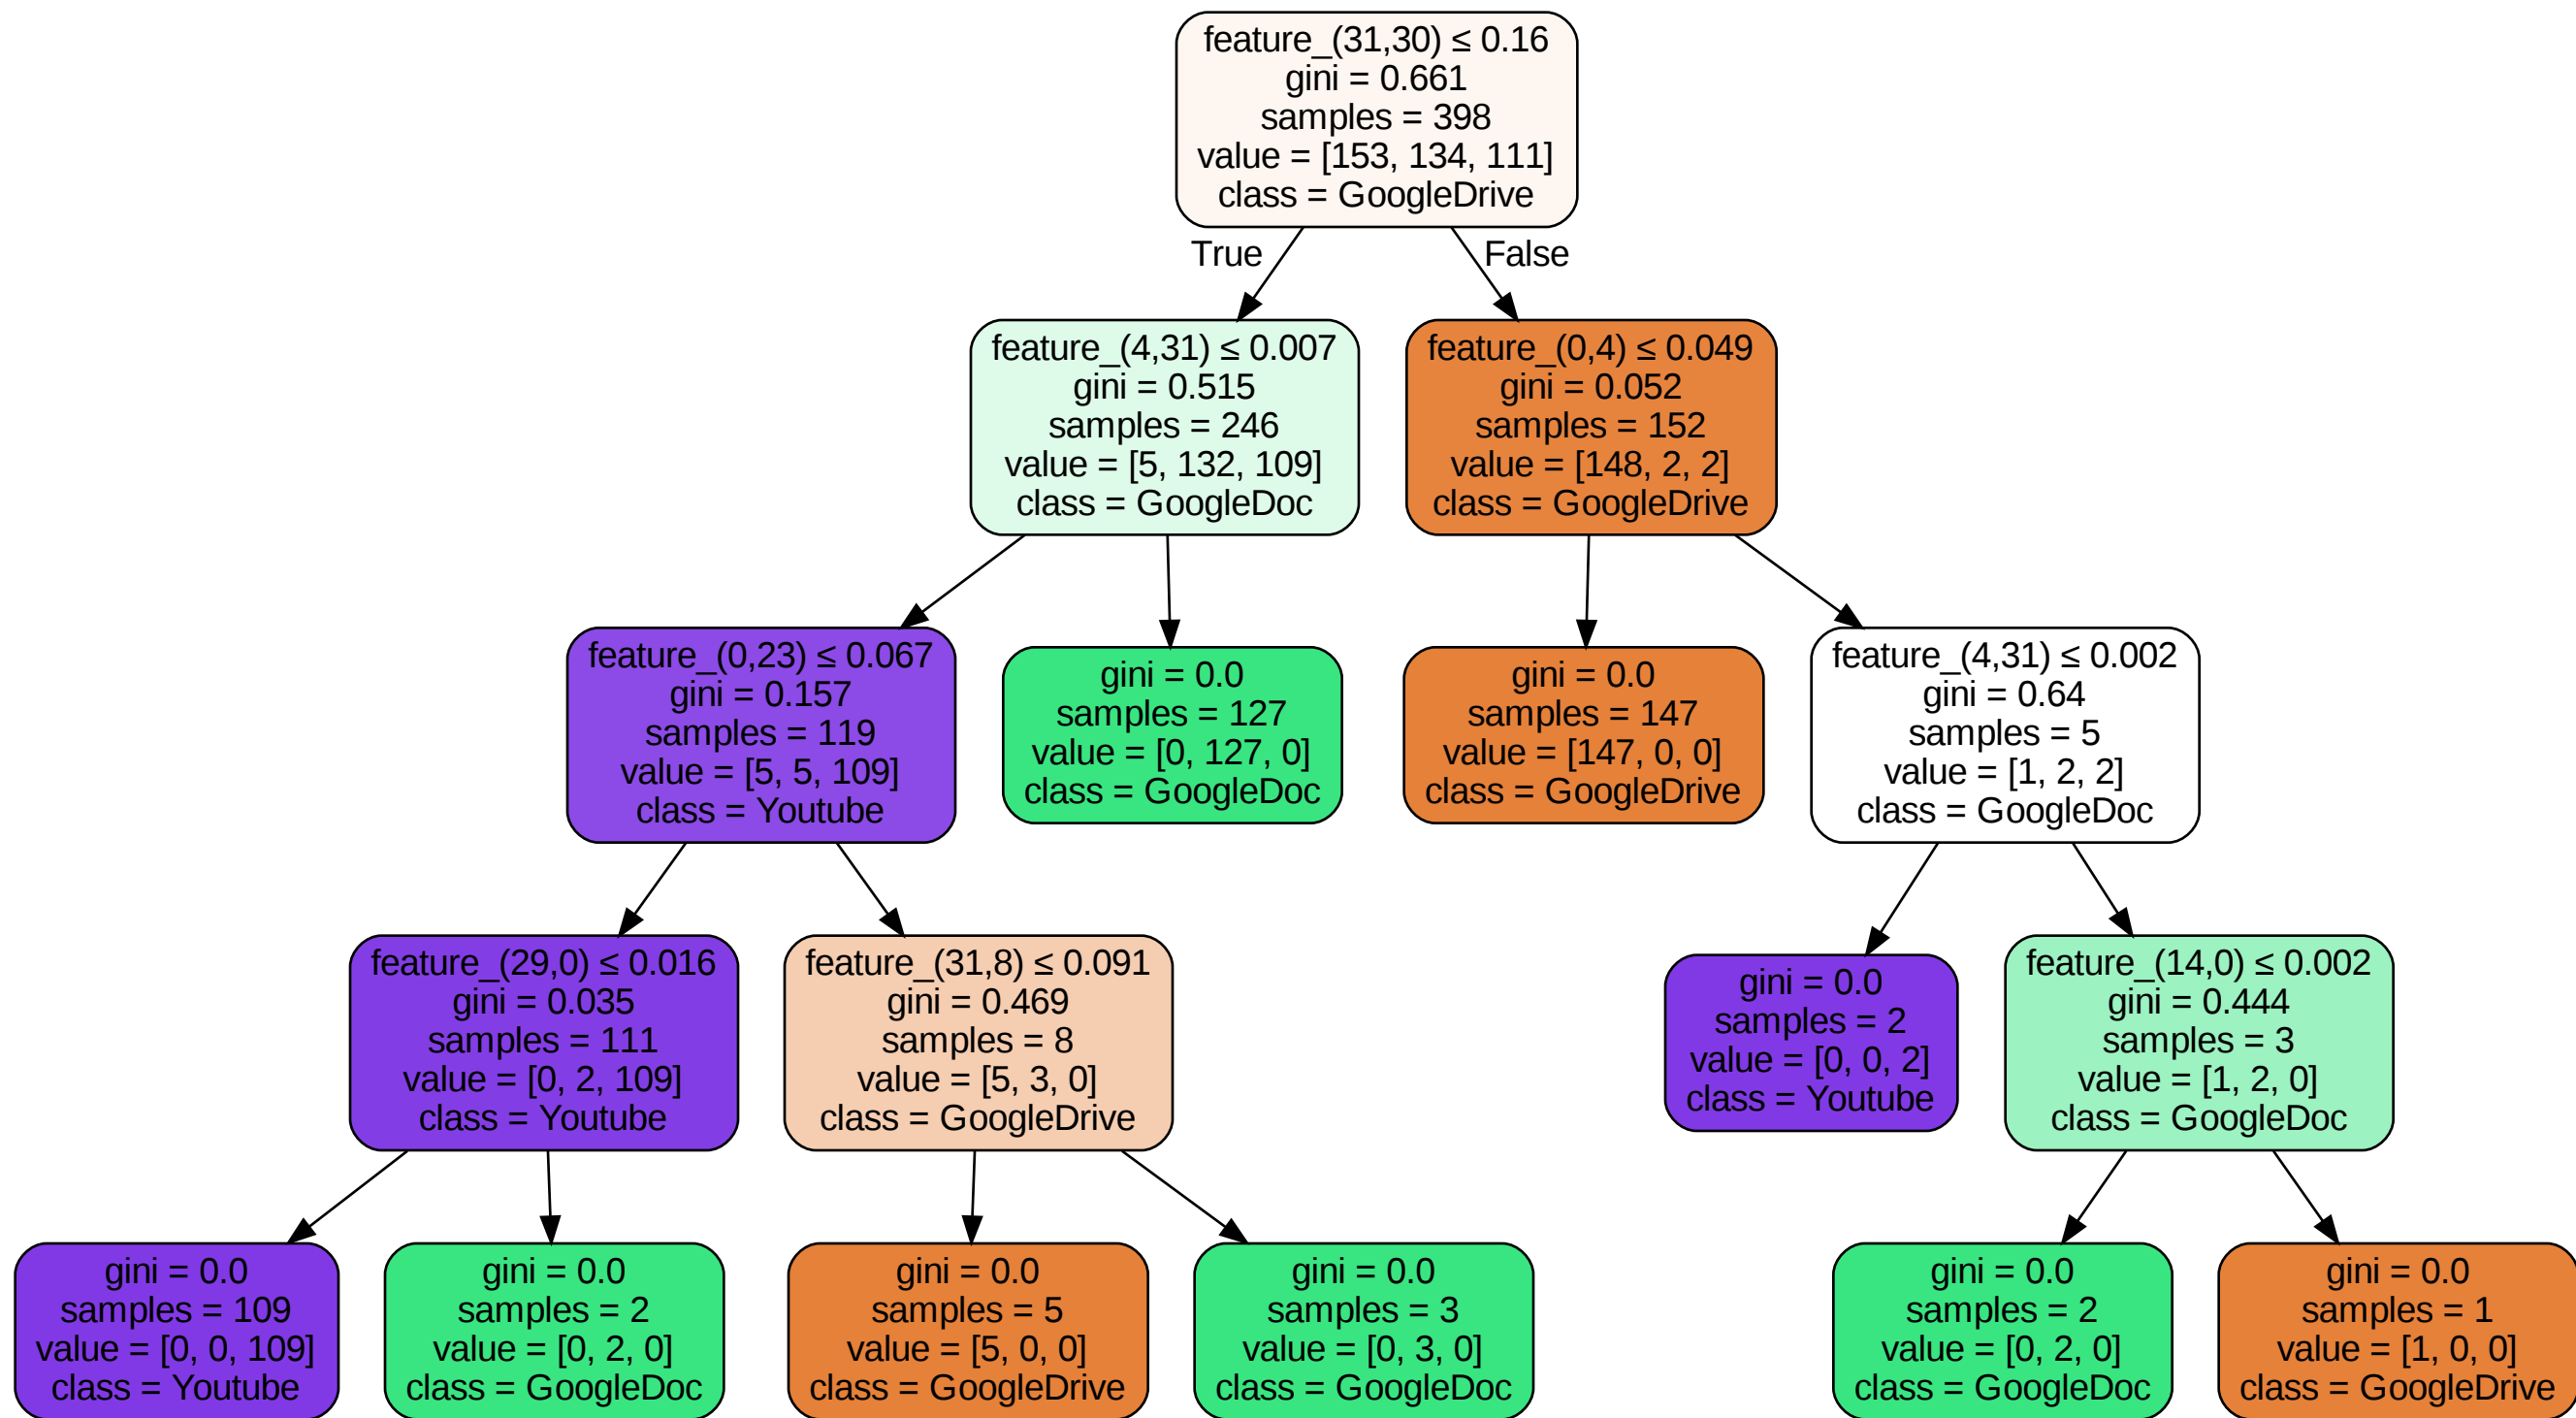 feature_(31,30) ≤ 0.16
gini = 0.661
samples = 398
value = [153, 134, 111]
class = GoogleDrive
True
False
feature_(4,31) ≤ 0.007
gini = 0.515
samples = 246
value = [5, 132, 109]
class = GoogleDoc
feature_(0,4) ≤ 0.049
gini = 0.052
samples = 152
value = [148, 2, 2]
class = GoogleDrive
feature_(0,23) ≤ 0.067
gini = 0.157
samples = 119
value = [5, 5, 109]
class = Youtube
gini = 0.0
samples = 127
value = [0, 127, 0]
class = GoogleDoc
gini = 0.0
samples = 147
value = [147, 0, 0]
class = GoogleDrive
feature_(4,31) ≤ 0.002
gini = 0.64
samples = 5
value = [1, 2, 2]
class = GoogleDoc
feature_(29,0) ≤ 0.016
gini = 0.035
samples = 111
value = [0, 2, 109]
class = Youtube
feature_(31,8) ≤ 0.091
gini = 0.469
samples = 8
value = [5, 3, 0]
class = GoogleDrive
gini = 0.0
samples = 2
value = [0, 0, 2]
class = Youtube
feature_(14,0) ≤ 0.002
gini = 0.444
samples = 3
value = [1, 2, 0]
class = GoogleDoc
gini = 0.0
samples = 109
value = [0, 0, 109]
class = Youtube
gini = 0.0
samples = 2
value = [0, 2, 0]
class = GoogleDoc
gini = 0.0
samples = 5
value = [5, 0, 0]
class = GoogleDrive
gini = 0.0
samples = 3
value = [0, 3, 0]
class = GoogleDoc
gini = 0.0
samples = 2
value = [0, 2, 0]
class = GoogleDoc
gini = 0.0
samples = 1
value = [1, 0, 0]
class = GoogleDrive